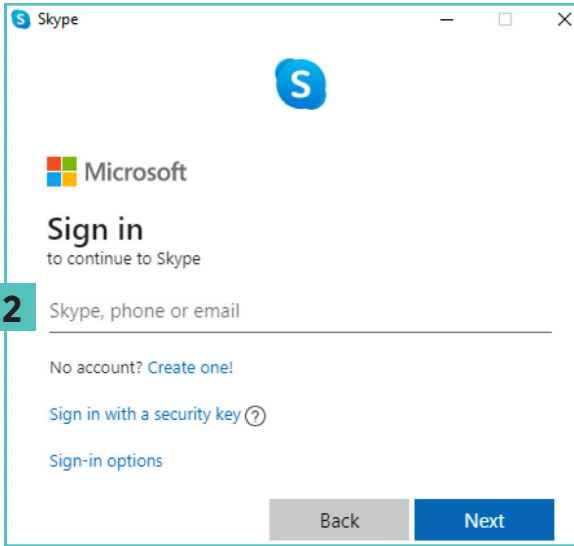 Skype
S
Microsoft
Sign in
to continue to Skype
2
Skype, phone or email
No account? Create one!
Sign in with a security key ?
Sign-in options
Back Next